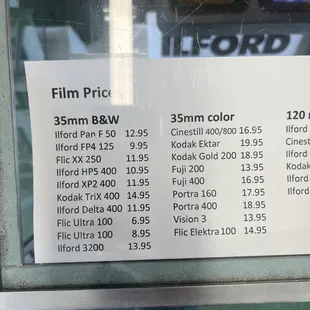 ILFORD
Film Prices
35mm B&W
Ilford Pan F 50 12.95
Ilford FP4 125 9.95
Flic XX 250 11.95
Ilford HP5 400 10.95
Ilford XP2 400 11.95
Kodak TriX 400 14.95
Ilford Delta 400 11.95
Flic Ultra 100 6.95
Flic Ultra 100 8.95
Ilford 3200 13.95
35mm color
Cinestill 400/800 16.95
Kodak Ektar 19.95
Kodak Gold 200 18.95
Fuji 200 13.95
Fuji 400 16.95
Portra 160 17.95
Portra 400 18.95
Vision 3 13.95
Flic Elektra 100 14.95
120
Ilford
Cinest
Ilford
Kodak
Ilford
Ilford